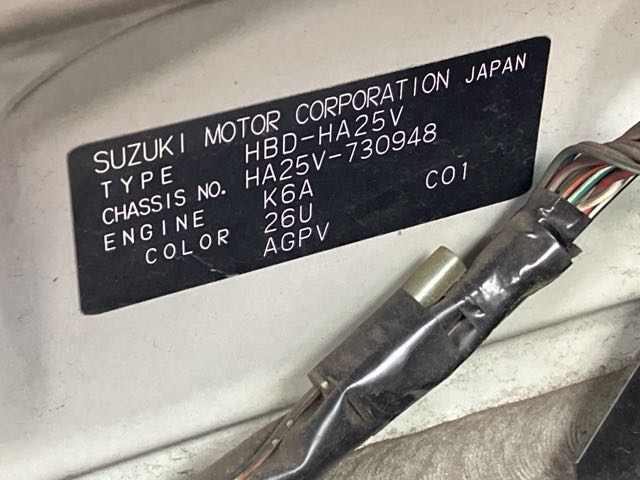 SUZUKI MOTOR CORPORATION JAPAN
TYPE HBD-HA25V
CHASSIS NO. HA25V-730948
ENGINE K6A
COLOR 26U C01
AGPV